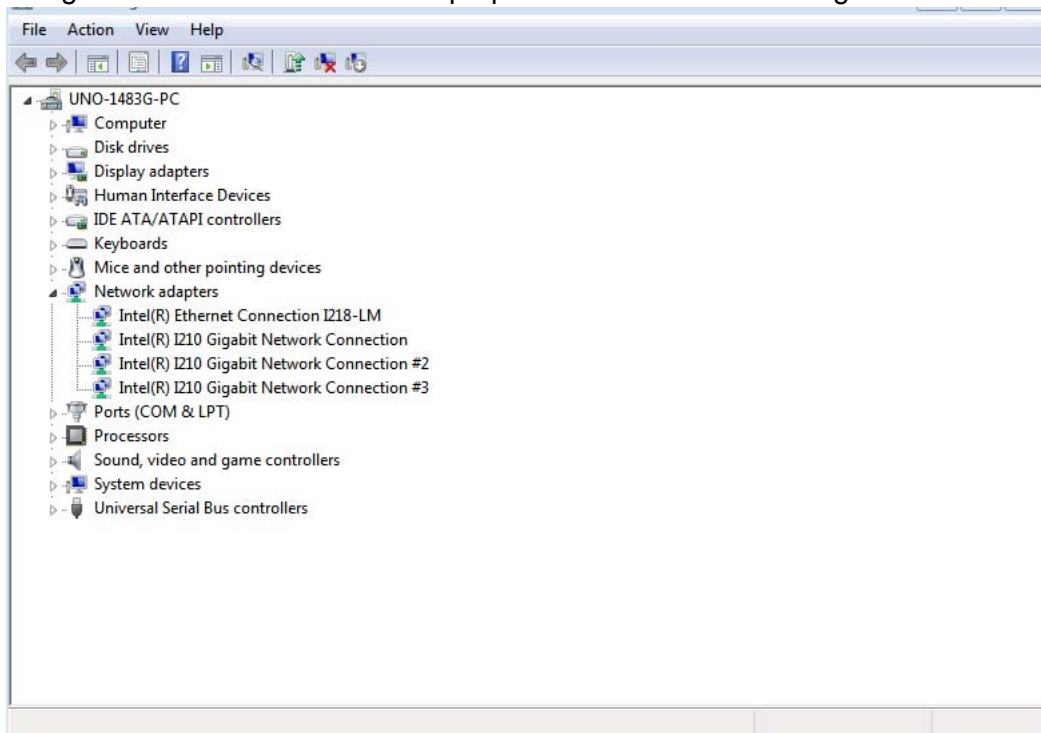 File Action View Help
UNO-1483G-PC
Computer
Disk drives
Display adapters
Human Interface Devices
IDE ATA/ATAPI controllers
Keyboards
Mice and other pointing devices
Network adapters
Intel(R) Ethernet Connection I218-LM
Intel(R) I210 Gigabit Network Connection
Intel(R) I210 Gigabit Network Connection #2
Intel(R) I210 Gigabit Network Connection #3
Ports (COM & LPT)
Processors
Sound, video and game controllers
System devices
Universal Serial Bus controllers